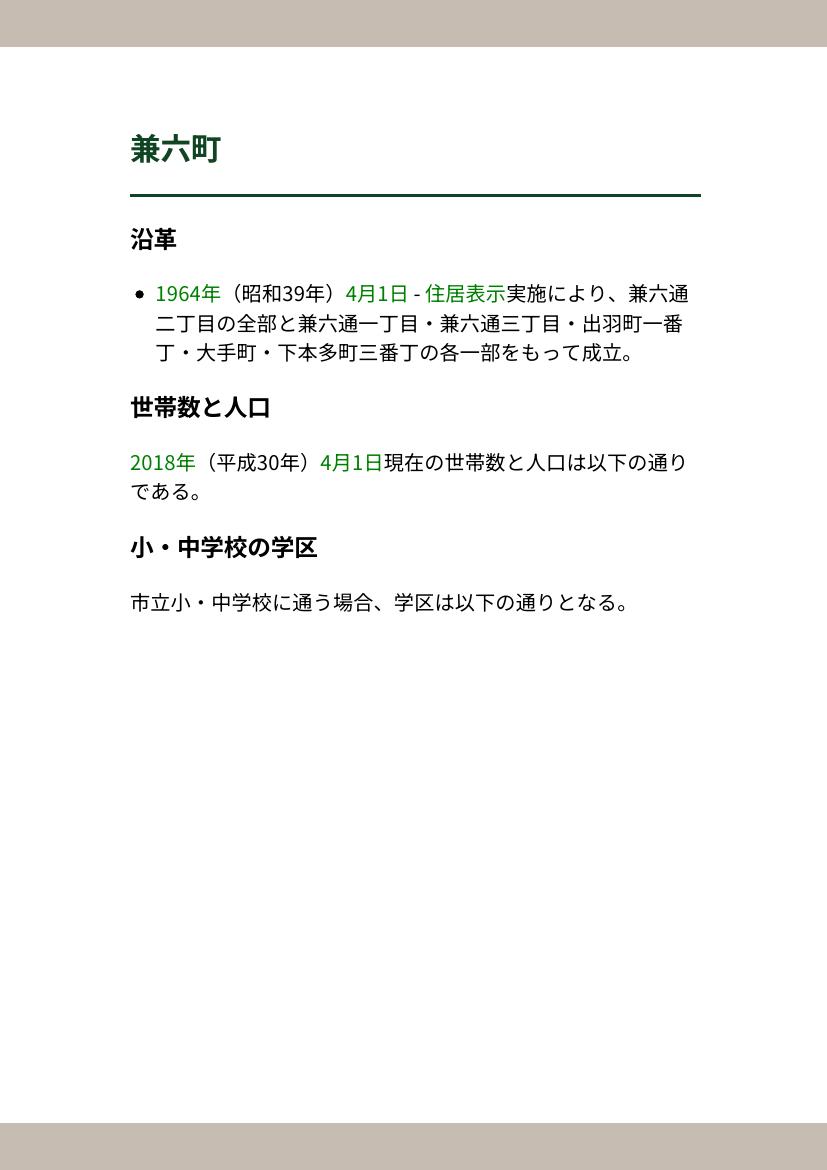 兼六町
沿革
• 1964年（昭和39年）4月1日 - 住居表示実施により、兼六通
二丁目の全部と兼六通一丁目・兼六通三丁目・出羽町一番
丁・大手町・下本多町三番丁の各一部をもって成立。
世帯数と人口
2018年（平成30年）4月1日現在の世帯数と人口は以下の通り
である。
小・中学校の学区
市立小・中学校に通う場合、学区は以下の通りとなる。